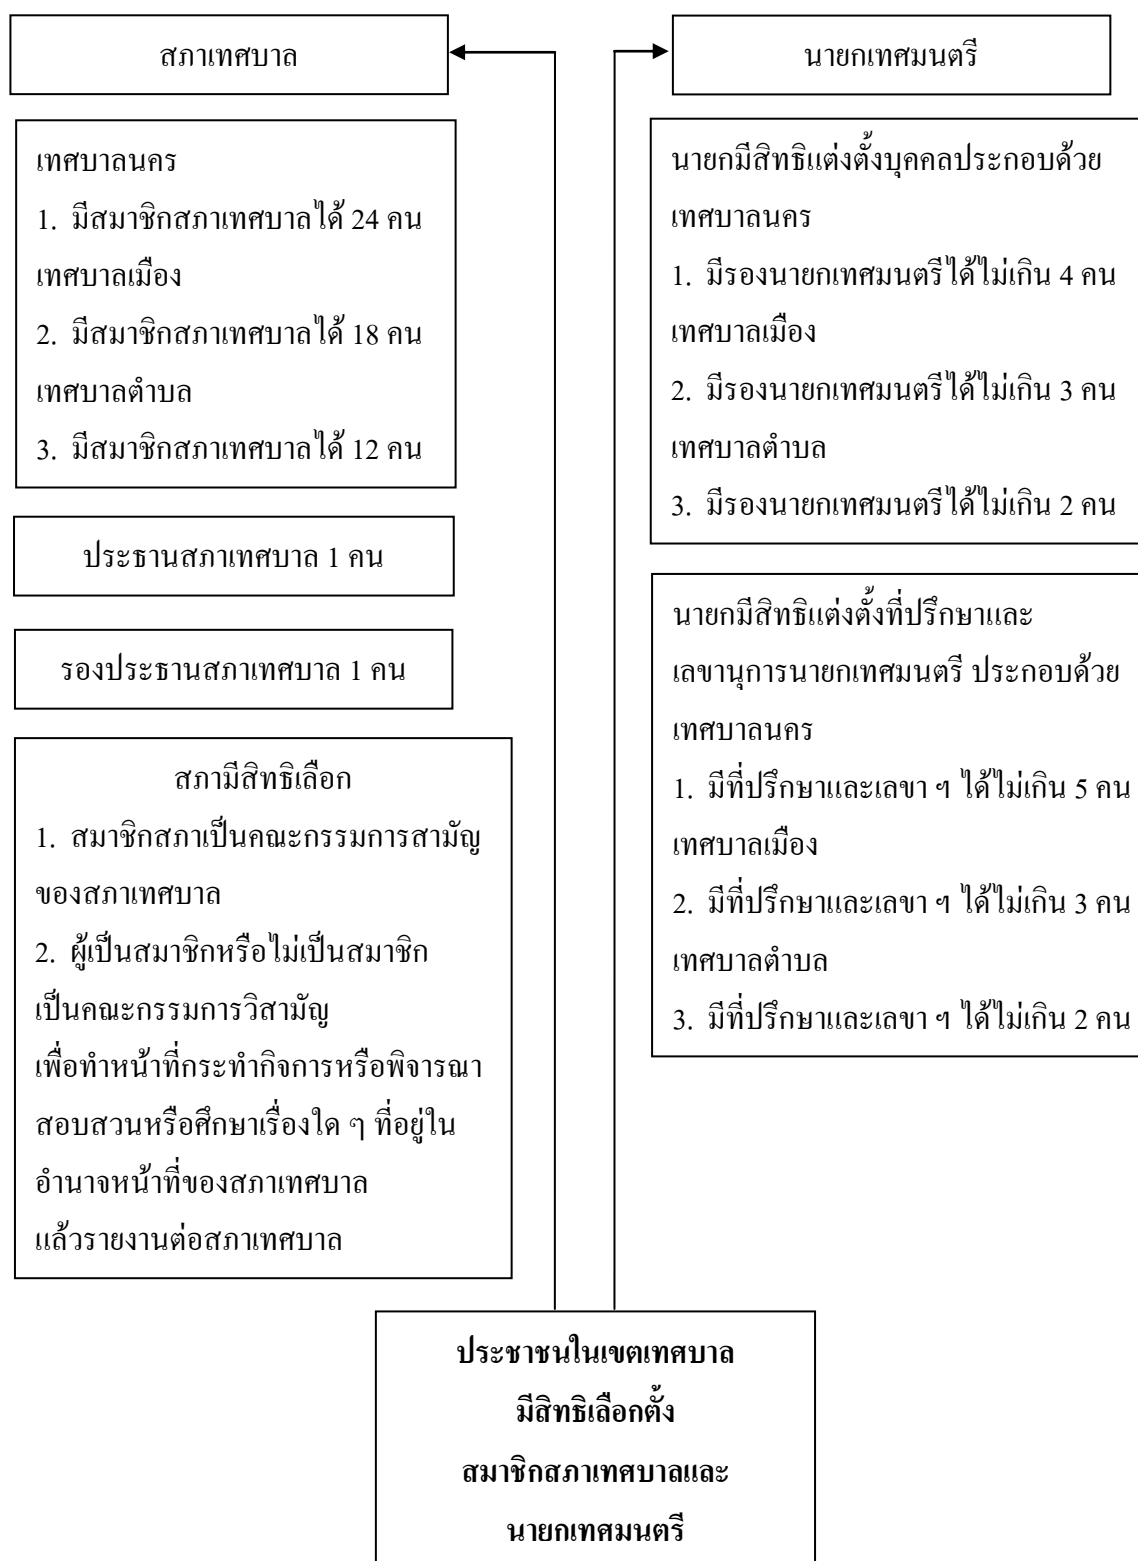 สภาเทศบาล
เทศบาลนคร
1. มีสมาชิกสภาเทศบาลได้ 24 คน
เทศบาลเมือง
2. มีสมาชิกสภาเทศบาลได้ 18 คน
เทศบาลตำบล
3. มีสมาชิกสภาเทศบาลได้ 12 คน
ประธานสภาเทศบาล 1 คน
รองประธานสภาเทศบาล 1 คน
สภามีสิทธิเลือก
1. สมาชิกสภาเป็นคณะกรรมการสามัญ
ของสภาเทศบาล
2. ผู้เป็นสมาชิกหรือไม่เป็นสมาชิก
เป็นคณะกรรมการวิสามัญ
เพื่อทำหน้าที่กระทำกิจการหรือพิจารณา
สอบสวนหรือศึกษาเรื่องใด ๆ ที่อยู่ใน
อำนาจหน้าที่ของสภาเทศบาล
แล้วรายงานต่อสภาเทศบาล
นายกเทศมนตรี
นายกมีสิทธิแต่งตั้งบุคคลประกอบด้วย
เทศบาลนคร
1. มีรองนายกเทศมนตรีได้ไม่เกิน 4 คน
เทศบาลเมือง
2. มีรองนายกเทศมนตรีได้ไม่เกิน 3 คน
เทศบาลตำบล
3. มีรองนายกเทศมนตรีได้ไม่เกิน 2 คน
นายกมีสิทธิแต่งตั้งที่ปรึกษาและ
เลขานุการนายกเทศมนตรี ประกอบด้วย
เทศบาลนคร
1. มีที่ปรึกษาและเลขา ฯ ได้ไม่เกิน 5 คน
เทศบาลเมือง
2. มีที่ปรึกษาและเลขา ฯ ได้ไม่เกิน 3 คน
เทศบาลตำบล
3. มีที่ปรึกษาและเลขา ฯ ได้ไม่เกิน 2 คน
ประชาชนในเขตเทศบาล
มีสิทธิเลือกตั้ง
สมาชิกสภาเทศบาลและ
นายกเทศมนตรี